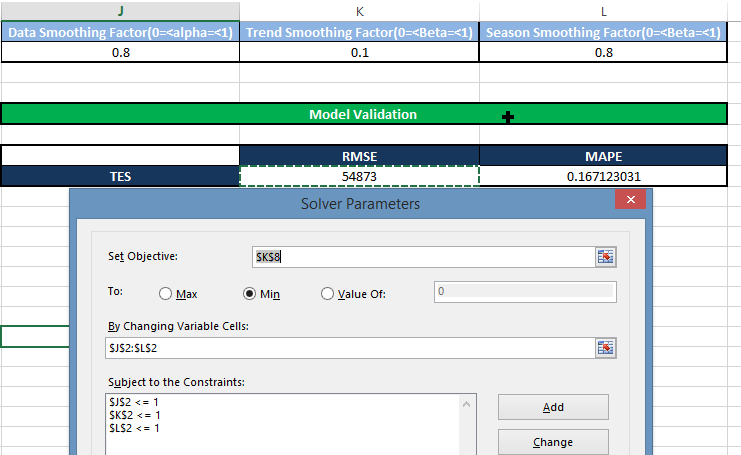 J K L
Data Smoothing Factor(0=<alpha=<1) Trend Smoothing Factor(0=<Beta=<1) Season Smoothing Factor(0=<Beta=<1)
0.8 0.1 0.8
Model Validation
RMSE MAPE
TES 54873 0.167123031
Solver Parameters
Set Objective: $K$8
To: Max Min Value Of: 0
By Changing Variable Cells:
$J$2:$L$2
Subject to the Constraints:
$J$2 <= 1
$K$2 <= 1
$L$2 <= 1
Add
Change